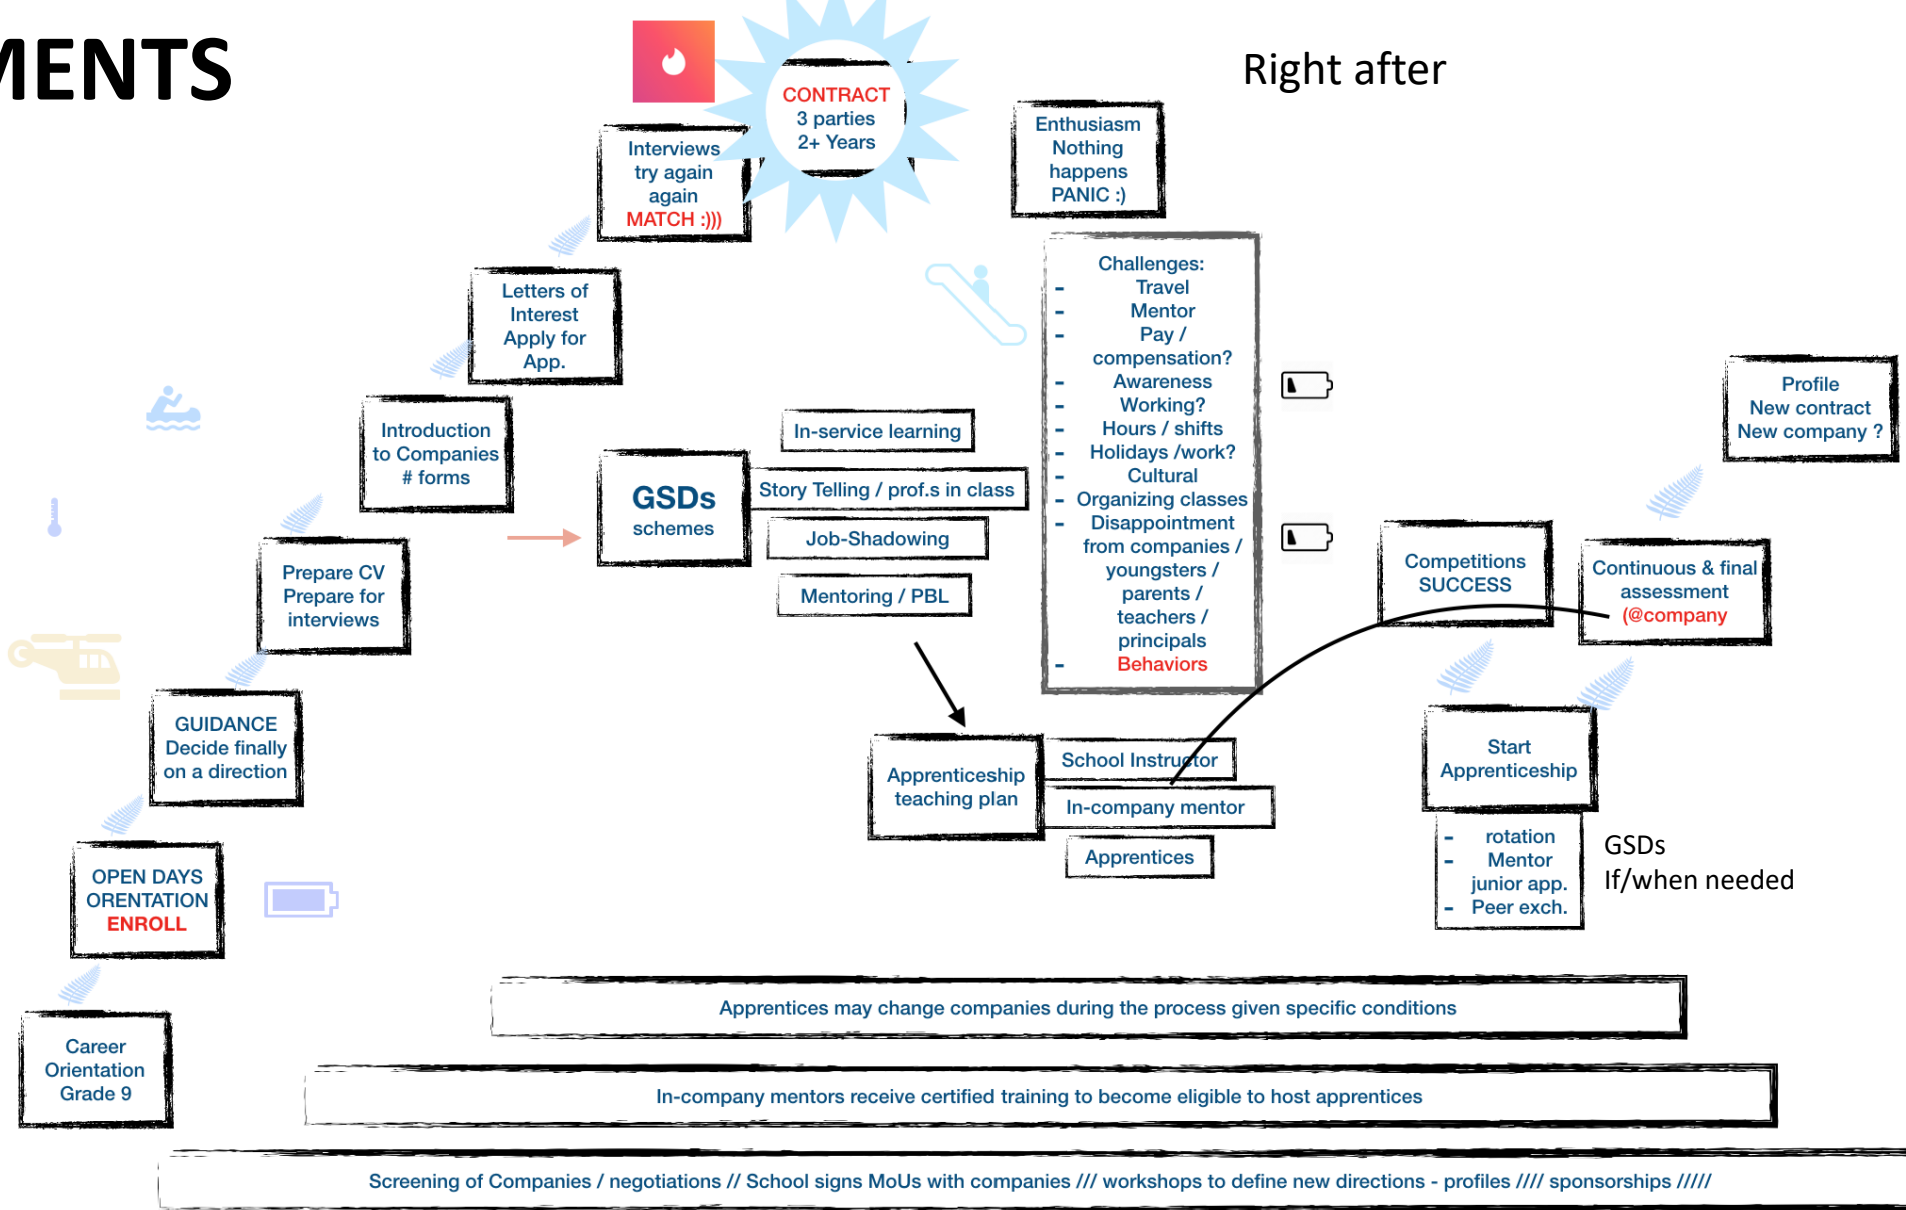 MENTS
Right after
CONTRACT
3 parties
2+ Years
Interviews
try again
again
MATCH :)))
Enthusiasm
Nothing
happens
PANIC :)
Letters of
Interest
Apply for
App.
Introduction
to Companies
# forms
Prepare CV
Prepare for
interviews
GUIDANCE
Decide finally
on a direction
OPEN DAYS
ORENTATION
ENROLL
Career
Orientation
Grade 9
GSDs
schemes
In-service learning
Story Telling / prof.s in class
Job-Shadowing
Mentoring / PBL
Challenges:
- Travel
- Mentor
- Pay /
compensation?
- Awareness
- Working?
- Hours / shifts
- Holidays /work?
- Cultural
- Organizing classes
- Disappointment
from companies /
youngsters /
parents /
teachers /
principals
- Behaviors
Apprenticeship
teaching plan
School Instructor
In-company mentor
Apprentices
Competitions
SUCCESS
Continuous & final
assessment
(@company
Profile
New contract
New company ?
Start
Apprenticeship
- rotation
- Mentor
junior app.
- Peer exch.
GSDs
If/when needed
Apprentices may change companies during the process given specific conditions
In-company mentors receive certified training to become eligible to host apprentices
Screening of Companies / negotiations // School signs MoUs with companies /// workshops to define new directions - profiles //// sponsorships /////